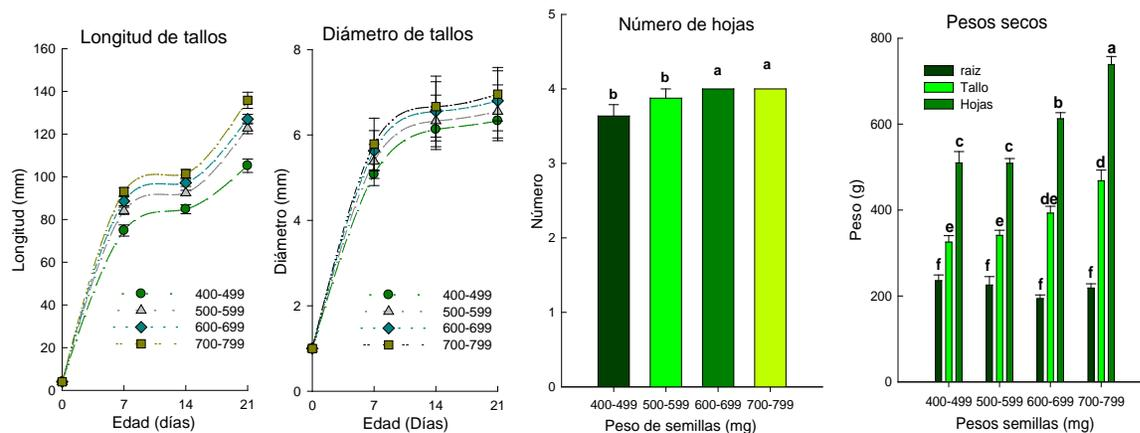 Longitud de tallos
160
140
120
100
80
60
40
20
0
Longitud (mm)
400-499
500-599
600-699
700-799
0 7 14 21
Edad (días)
Diámetro de tallos
8
6
4
2
0
Diámetro (mm)
400-499
500-599
600-699
700-799
0 7 14 21
Edad (Días)
Número de hojas
5
4
3
2
1
0
Número
b b a a
400-499 500-599 600-699 700-799
Peso de semillas (mg)
Pesos secos
800
600
400
200
0
Peso (g)
raiz
Tallo
Hojas
f e c
f e c
f de b
f d a
400-499 500-599 600-699 700-799
Peso semillas (mg)